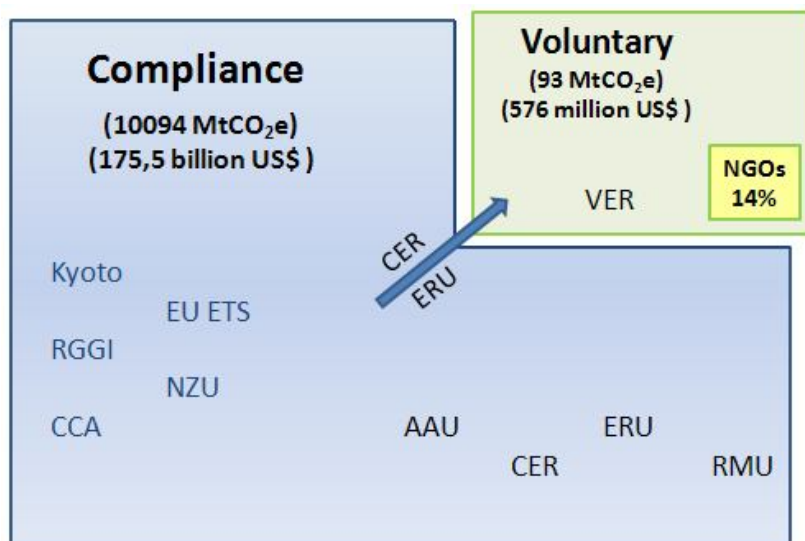 Compliance
(10094 MtCO₂e)
(175,5 billion US$ )
Voluntary
(93 MtCO₂e)
(576 million US$ )
NGOs
14%
VER
CER
ERU
Kyoto
EU ETS
RGGI
NZU
CCA
AAU
ERU
CER
RMU